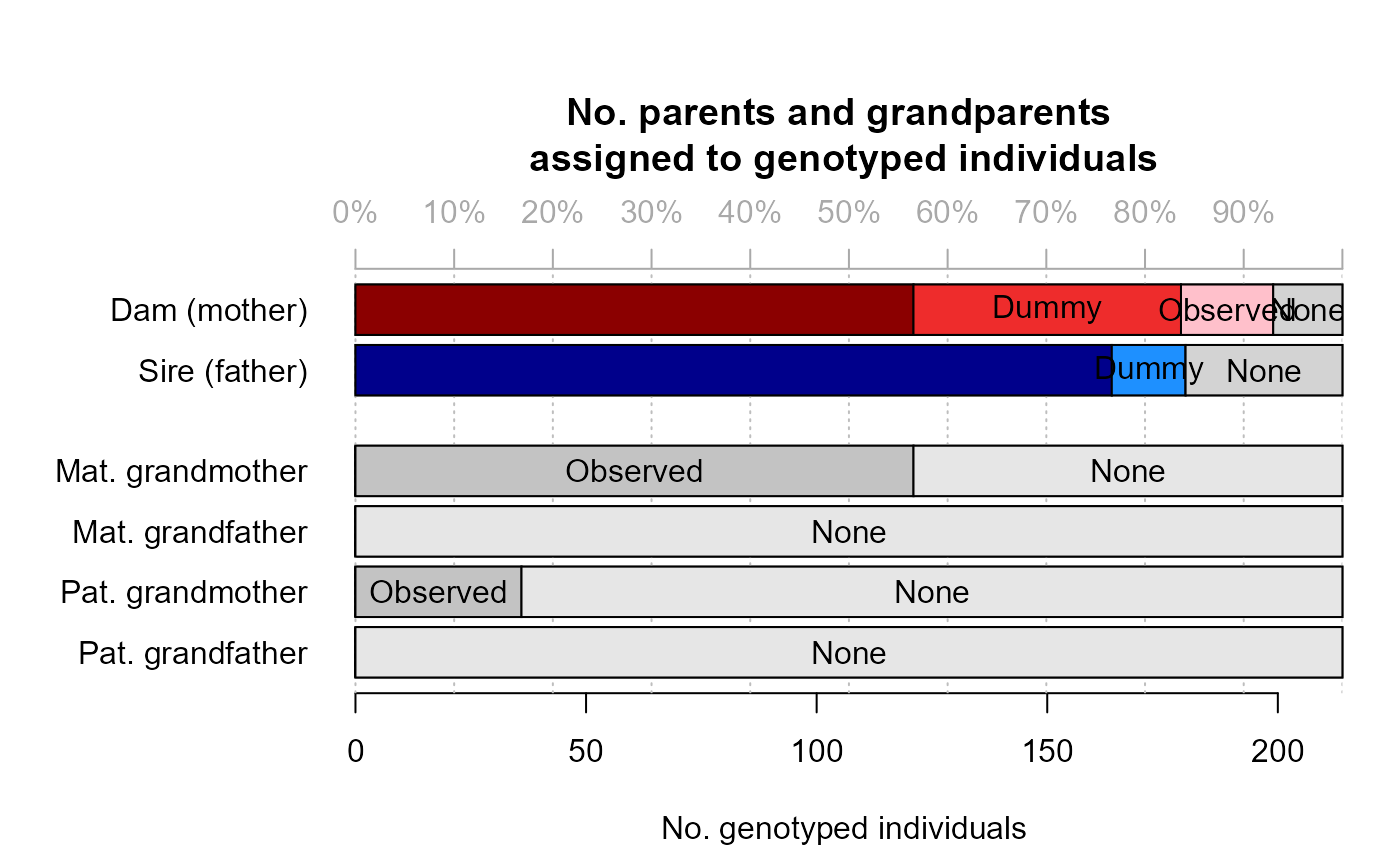 No. parents and grandparents
assigned to genotyped individuals
0% 10% 20% 30% 40% 50% 60% 70% 80% 90%
Dam (mother) Dummy Observed None
Sire (father) Dummy None
Mat. grandmother Observed None
Mat. grandfather None
Pat. grandmother Observed None
Pat. grandfather None
0 50 100 150 200
No. genotyped individuals